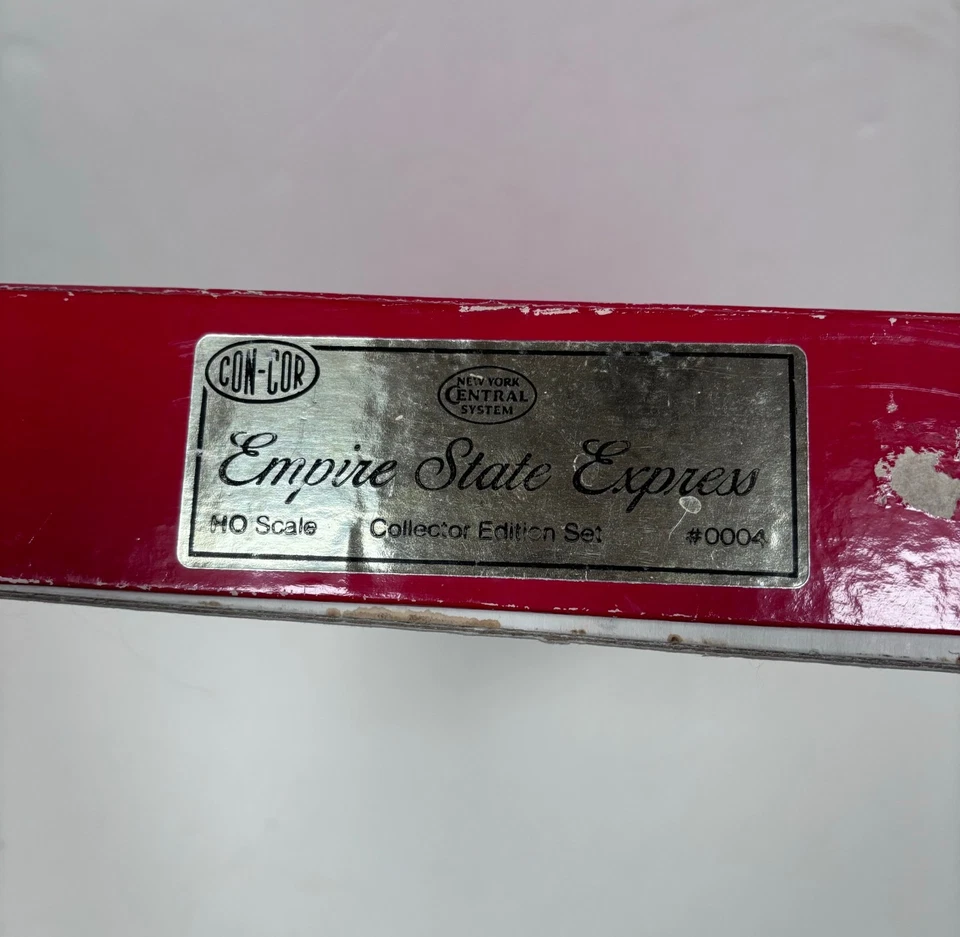 CON-COR
NEW YORK
CENTRAL
SYSTEM
Empire State Express
HO Scale Collector Edition Set #0004